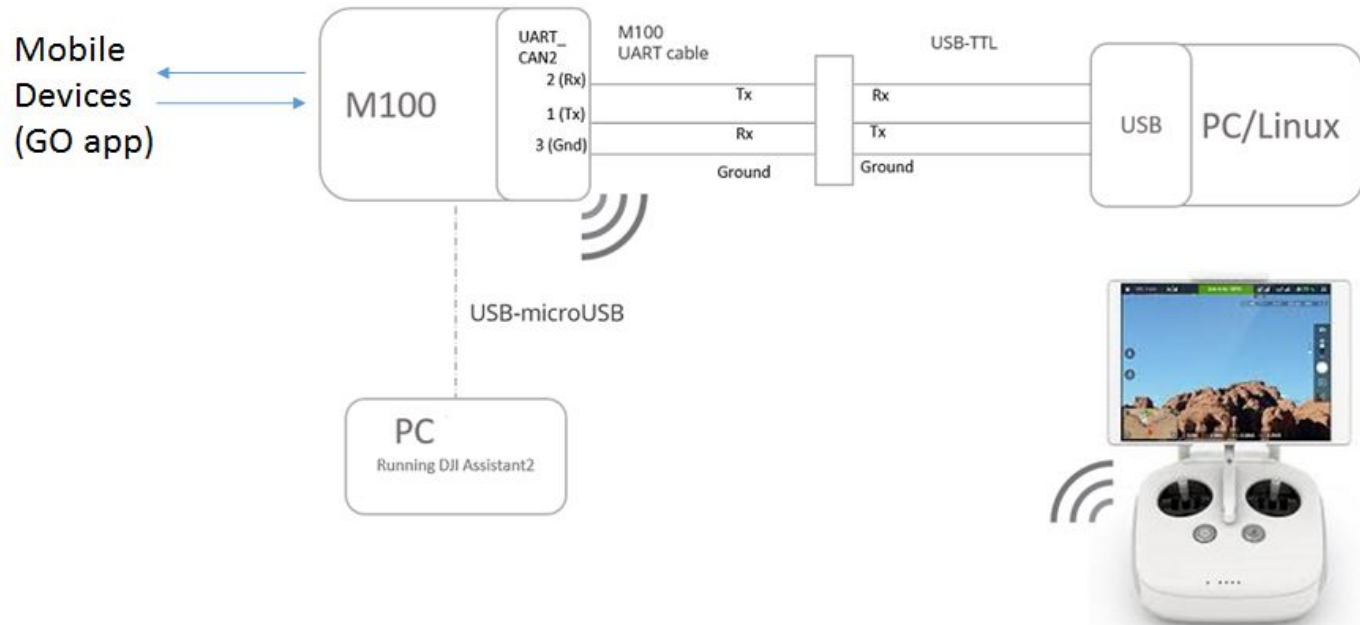 Mobile
Devices
(GO app)
M100
UART_
CAN2
2 (Rx)
1 (Tx)
3 (Gnd)
M100
UART cable
Tx
Rx
Ground
USB-TTL
Rx
Tx
Ground
USB
PC/Linux
USB-microUSB
PC
Running DJI Assistant2